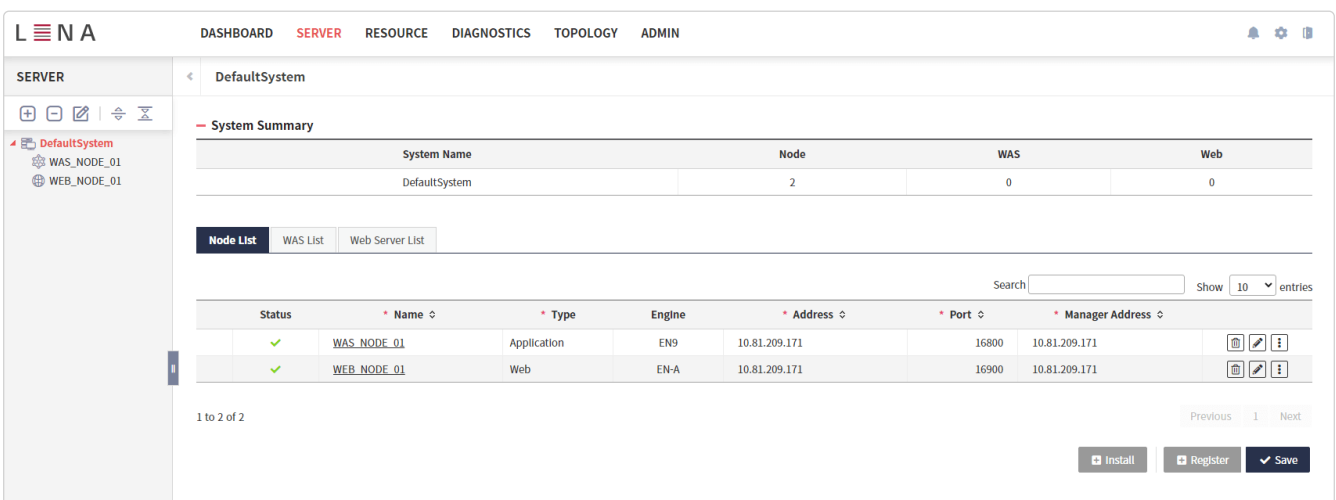 LENA DASHBOARD SERVER RESOURCE DIAGNOSTICS TOPOLOGY ADMIN
SERVER
DefaultSystem
WAS_NODE_01
WEB_NODE_01
DefaultSystem
System Summary
System Name Node WAS Web
DefaultSystem 2 0 0
Node List WAS List Web Server List
Search Show 10 entries
Status * Name * Type Engine * Address * Port * Manager Address
WAS_NODE_01 Application EN9 10.81.209.171 16800 10.81.209.171
WEB_NODE_01 Web EN-A 10.81.209.171 16900 10.81.209.171
1 to 2 of 2 Previous 1 Next
Install Register Save